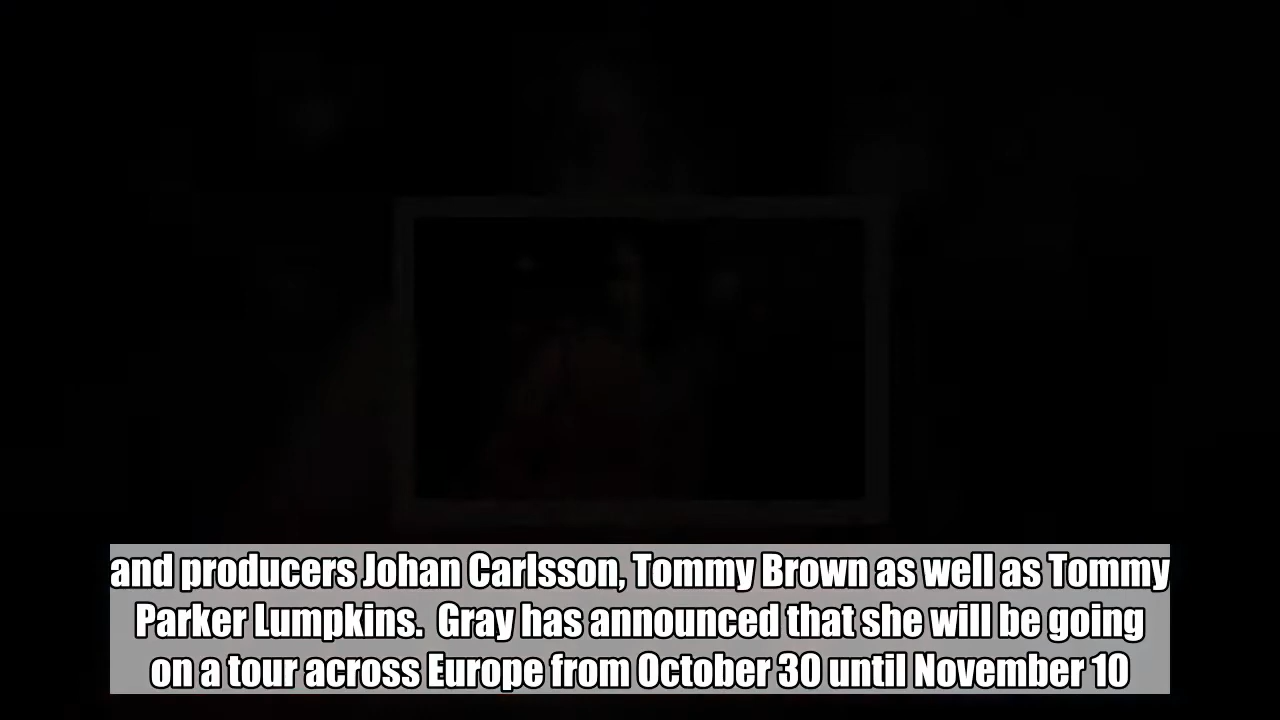 and producers Johan Carlsson, Tommy Brown as well as Tommy
Parker Lumpkins.  Gray has announced that she will be going
on a tour across Europe from October 30 until November 10